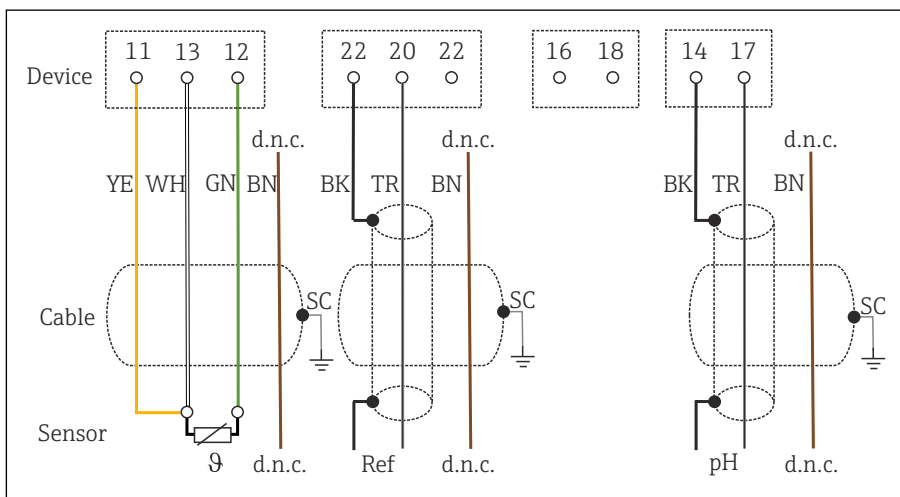 11 13 12 22 20 22 16 18 14 17
Device
d.n.c. d.n.c. d.n.c.
YE WH GN BN BK TR BN BK TR BN
SC SC SC
Cable
Sensor
ϑ d.n.c. Ref d.n.c. pH d.n.c.